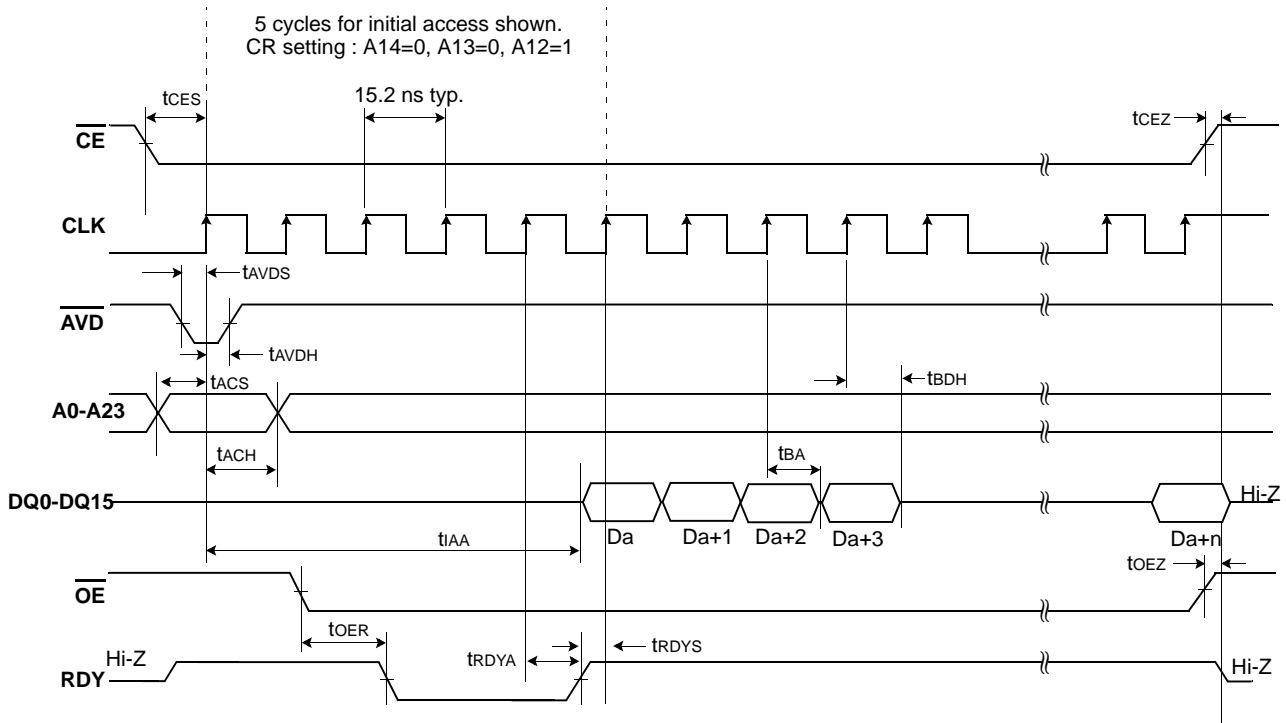 5 cycles for initial access shown.
CR setting : A14=0, A13=0, A12=1
15.2 ns typ.
tCES
tCEZ
CE
CLK
tAVDS
AVD
tAVDH
tACS
tBDH
A0-A23
tACH
tBA
DQ0-DQ15
Hi-Z
tIAA
Da
Da+1
Da+2
Da+3
Da+n
tOEZ
OE
tOER
tRDYA
tRDYS
Hi-Z
RDY
Hi-Z